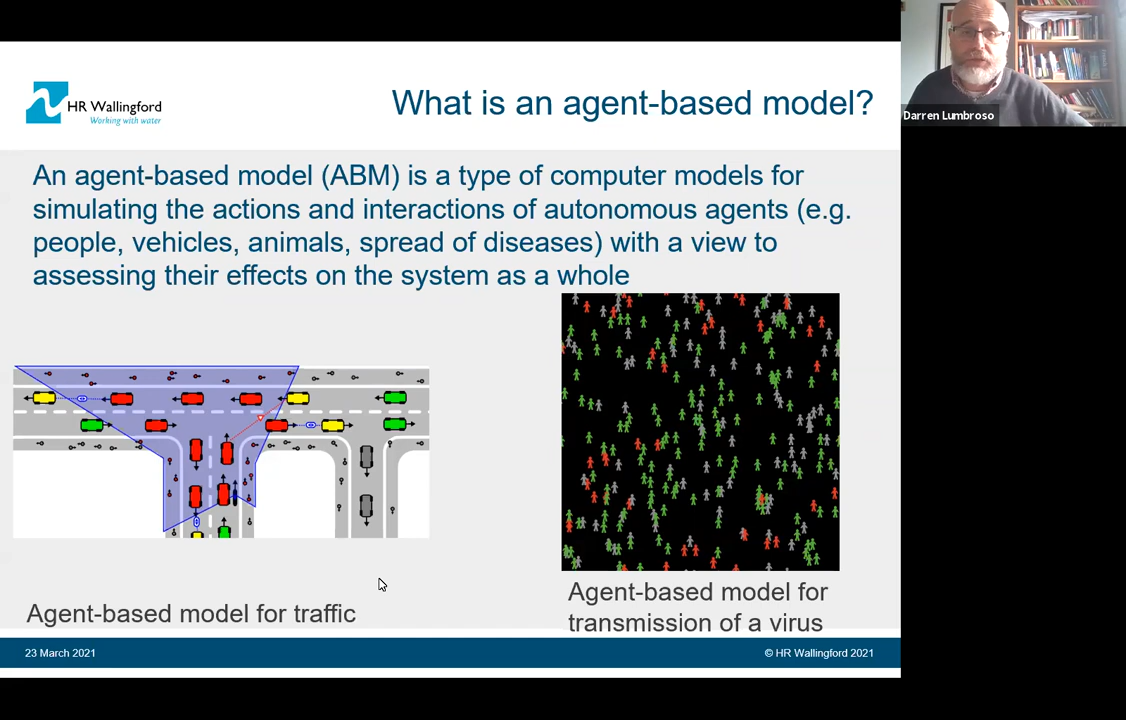 HR Wallingford
Working with water
What is an agent-based model?
Darren Lumbroso
An agent-based model (ABM) is a type of computer models for
simulating the actions and interactions of autonomous agents (e.g.
people, vehicles, animals, spread of diseases) with a view to
assessing their effects on the system as a whole
Agent-based model for traffic
Agent-based model for
transmission of a virus
23 March 2021
© HR Wallingford 2021